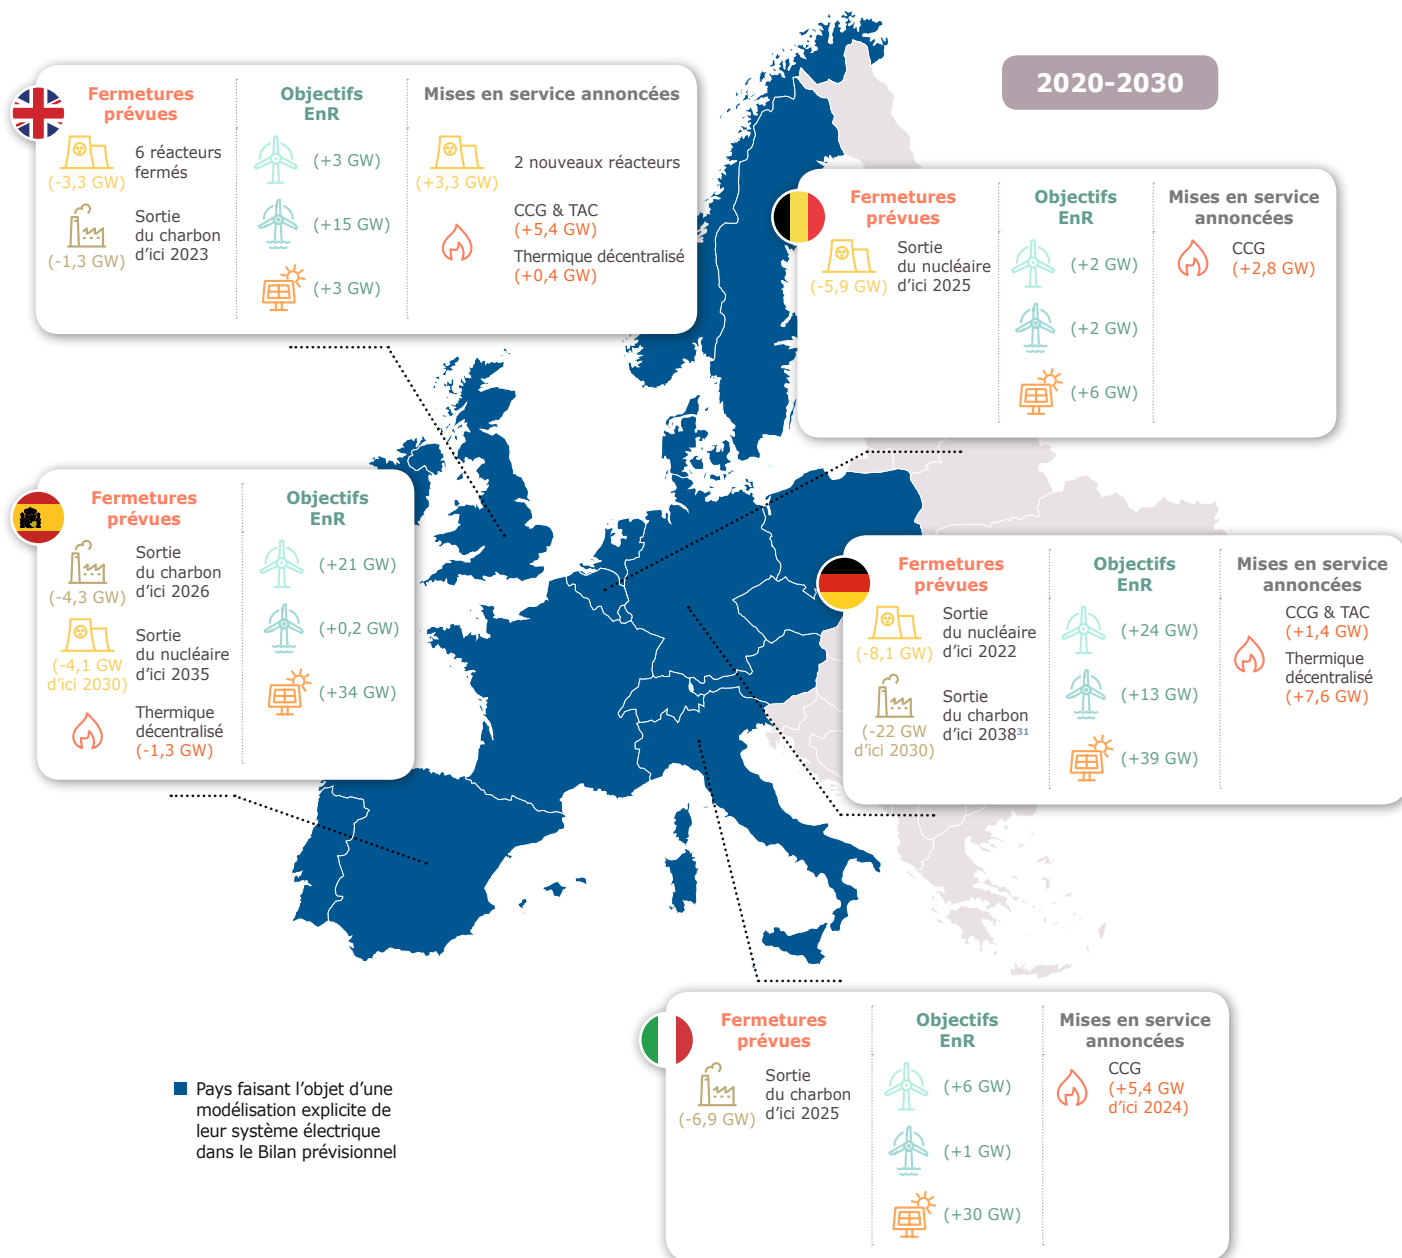 2020-2030
Fermetures
prévues
(-3,3 GW)
6 réacteurs
fermés
(-1,3 GW)
Sortie
du charbon
d'ici 2023
Objectifs
EnR
(+3 GW)
(+15 GW)
(+3 GW)
Mises en service annoncées
(+3,3 GW)
2 nouveaux réacteurs
CCG & TAC
(+5,4 GW)
Thermique décentralisé
(+0,4 GW)
Fermetures
prévues
(-5,9 GW)
Sortie
du nucléaire
d'ici 2025
Objectifs
EnR
(+2 GW)
(+2 GW)
(+6 GW)
Mises en service
annoncées
CCG
(+2,8 GW)
Fermetures
prévues
(-4,3 GW)
Sortie
du charbon
d'ici 2026
(-4,1 GW
d'ici 2030)
Sortie
du nucléaire
d'ici 2035
Thermique
décentralisé
(-1,3 GW)
Objectifs
EnR
(+21 GW)
(+0,2 GW)
(+34 GW)
Fermetures
prévues
(-8,1 GW)
Sortie
du nucléaire
d'ici 2022
(-22 GW
d'ici 2030)
Sortie
du charbon
d'ici 2038³¹
Objectifs
EnR
(+24 GW)
(+13 GW)
(+39 GW)
Mises en service
annoncées
CCG & TAC
(+1,4 GW)
Thermique
décentralisé
(+7,6 GW)
Fermetures
prévues
(-6,9 GW)
Sortie
du charbon
d'ici 2025
Objectifs
EnR
(+6 GW)
(+1 GW)
(+30 GW)
Mises en service
annoncées
CCG
(+5,4 GW
d'ici 2024)
Pays faisant l'objet d'une
modélisation explicite de
leur système électrique
dans le Bilan prévisionnel